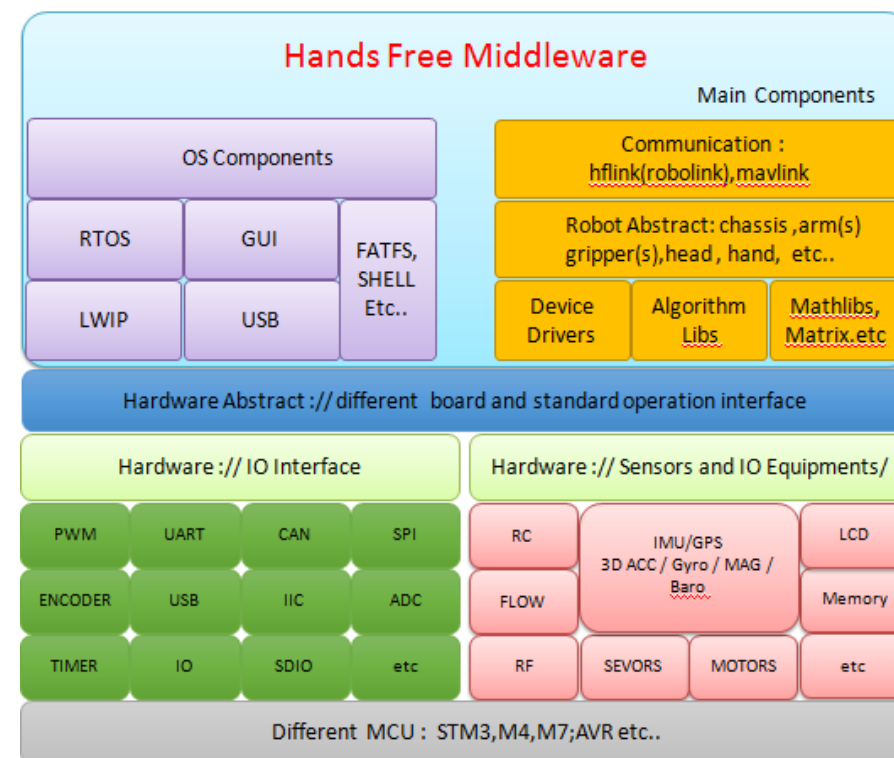 Hands Free Middleware
Main Components
OS Components
RTOS
GUI
FATFS,
SHELL
Etc..
LWIP
USB
Communication :
hflink(robolink),mavlink
Robot Abstract: chassis ,arm(s)
gripper(s),head , hand, etc..
Device
Drivers
Algorithm
Libs
Mathlibs,
Matrix.etc
Hardware Abstract :// different board and standard operation interface
Hardware :// IO Interface
Hardware :// Sensors and IO Equipments/
PWM
UART
CAN
SPI
ENCODER
USB
IIC
ADC
TIMER
IO
SDIO
etc
RC
IMU/GPS
3D ACC / Gyro / MAG /
Baro
LCD
FLOW
Memory
RF
SEVORS
MOTORS
etc
Different MCU : STM3,M4,M7;AVR etc..